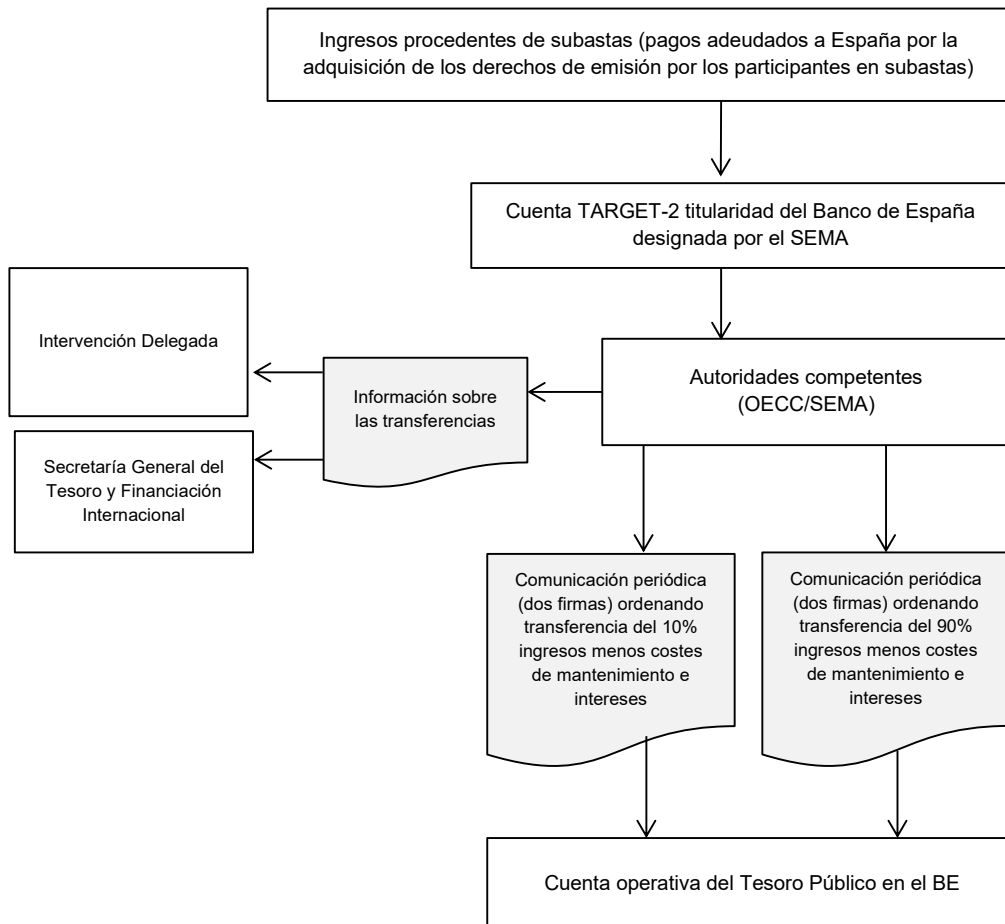 Ingresos procedentes de subastas (pagos adeudados a España por la
adquisición de los derechos de emisión por los participantes en subastas)
Cuenta TARGET-2 titularidad del Banco de España
designada por el SEMA
Intervención Delegada
Información sobre
las transferencias
Autoridades competentes
(OECC/SEMA)
Secretaría General del
Tesoro y Financiación
Internacional
Comunicación periódica
(dos firmas) ordenando
transferencia del 10%
ingresos menos costes
de mantenimiento e
intereses
Comunicación periódica
(dos firmas) ordenando
transferencia del 90%
ingresos menos costes
de mantenimiento e
intereses
Cuenta operativa del Tesoro Público en el BE